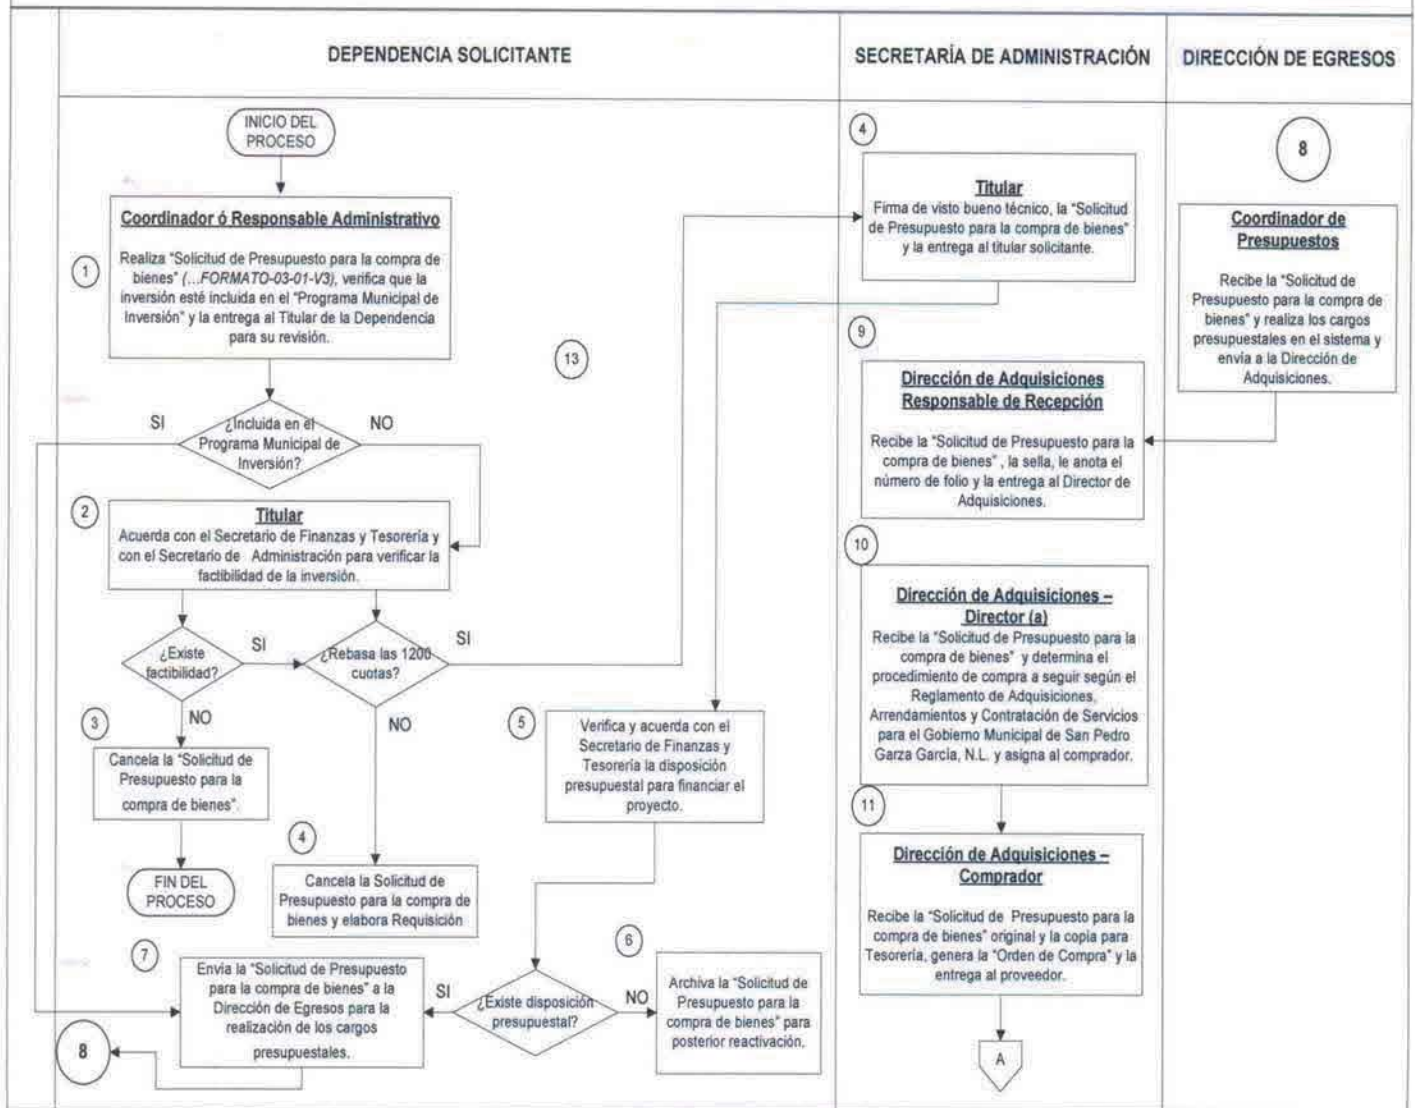 DEPENDENCIA SOLICITANTE
SECRETARÍA DE ADMINISTRACIÓN
DIRECCIÓN DE EGRESOS
INICIO DEL
PROCESO
1
Coordinador ó Responsable Administrativo
Realiza "Solicitud de Presupuesto para la compra de
bienes" (...FORMATO-03-01-V3), verifica que la
inversión esté incluida en el "Programa Municipal de
Inversión" y la entrega al Titular de la Dependencia
para su revisión.
13
SI
¿Incluida en el
Programa Municipal de
Inversión?
NO
2
Titular
Acuerda con el Secretario de Finanzas y Tesorería y
con el Secretario de Administración para verificar la
factibilidad de la inversión.
¿Existe
factibilidad?
SI
¿Rebasa las 1200
cuotas?
SI
NO
NO
3
Cancela la "Solicitud de
Presupuesto para la
compra de bienes".
FIN DEL
PROCESO
4
Cancela la Solicitud de
Presupuesto para la compra de
bienes y elabora Requisición
5
Verifica y acuerda con el
Secretario de Finanzas y
Tesorería la disposición
presupuestal para financiar el
proyecto.
6
¿Existe disposición
presupuestal?
SI
NO
Archiva la "Solicitud de
Presupuesto para la
compra de bienes" para
posterior reactivación.
7
Envía la "Solicitud de Presupuesto
para la compra de bienes" a la
Dirección de Egresos para la
realización de los cargos
presupuestales.
8
4
Titular
Firma de visto bueno técnico, la "Solicitud
de Presupuesto para la compra de bienes"
y la entrega al titular solicitante.
9
Dirección de Adquisiciones
Responsable de Recepción
Recibe la "Solicitud de Presupuesto para la
compra de bienes" , la sella, le anota el
número de folio y la entrega al Director de
Adquisiciones.
10
Dirección de Adquisiciones –
Director (a)
Recibe la "Solicitud de Presupuesto para la
compra de bienes" y determina el
procedimiento de compra a seguir según el
Reglamento de Adquisiciones,
Arrendamientos y Contratación de Servicios
para el Gobierno Municipal de San Pedro
Garza García, N.L. y asigna al comprador.
11
Dirección de Adquisiciones –
Comprador
Recibe la "Solicitud de Presupuesto para la
compra de bienes" original y la copia para
Tesorería, genera la "Orden de Compra" y la
entrega al proveedor.
A
8
Coordinador de
Presupuestos
Recibe la "Solicitud de
Presupuesto para la compra de
bienes" y realiza los cargos
presupuestales en el sistema y
envía a la Dirección de
Adquisiciones.